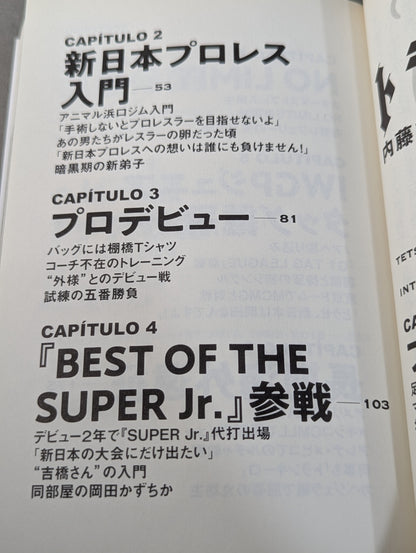 CAPÍTULO 2
新日本プロレス
入門—53
アニマル浜口ジム入門
「手術しないとプロレスラーを目指せないよ」
あの男たちがレスラーの卵だった頃
「新日本プロレスへの想いは誰にも負けません!」
暗黒期の新弟子
CAPÍTULO 3
プロデビュー—81
バッグには棚橋Tシャツ
コーチ不在のトレーニング
“外様”とのデビュー戦
試練の五番勝負
CAPÍTULO 4
『BEST OF THE
SUPER Jr.』参戦—103
デビュー2年で『SUPER Jr.』代打出場
「新日本の大会にだけ出たい」
“吉橋さん”の入門
同部屋の岡田かずちか
内藤
TETS
INT
CA